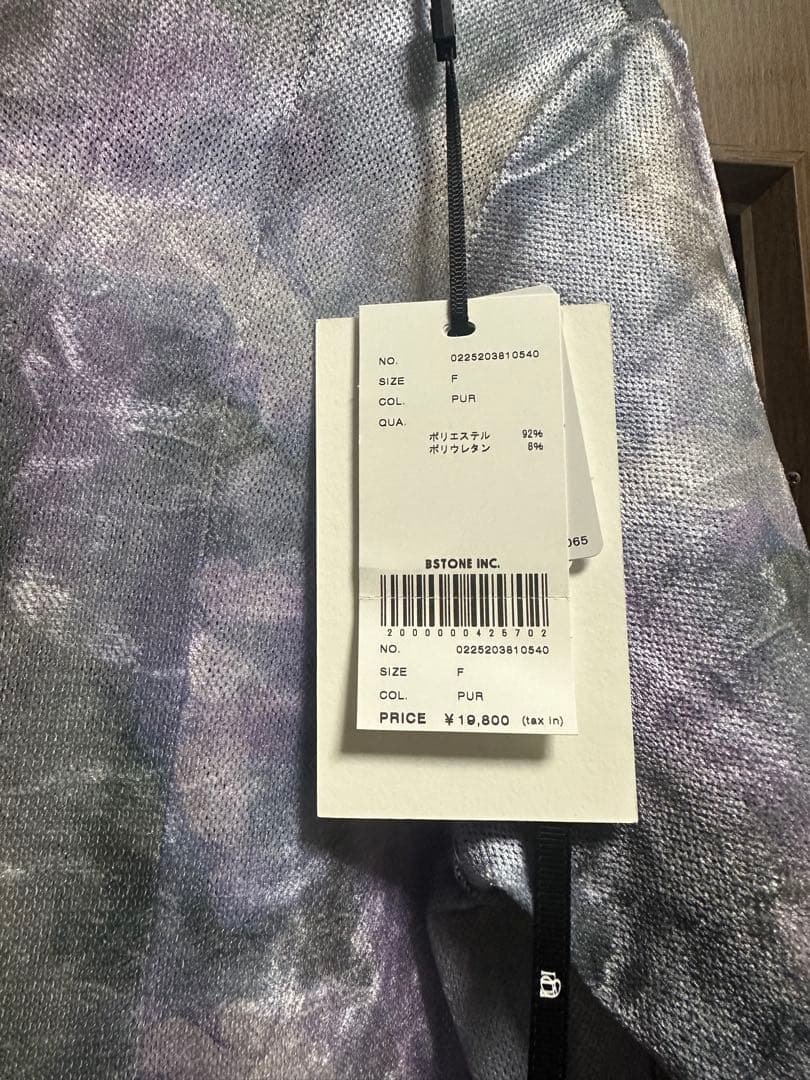 NO. 0225203810540
SIZE F
COL. PUR
QUA.
ポリエステル 92%
ポリウレタン 8%
065
BSTONE INC.
2000000425702
NO. 0225203810540
SIZE F
COL. PUR
PRICE ¥19,800 (tax in)